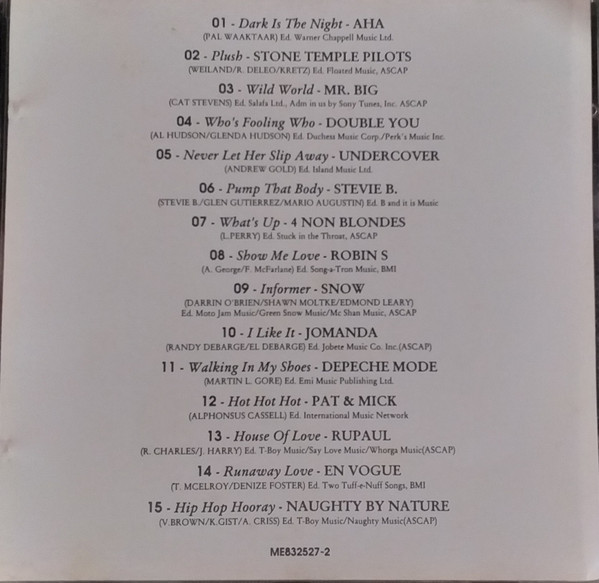 01 - Dark Is The Night - AHA
(PAL WAAKTAAR) Ed. Warner Chappell Music Ltd.
02 - Plush - STONE TEMPLE PILOTS
(WEILAND/R. DELEO/KRETZ) Ed. Floated Music, ASCAP
03 - Wild World - MR. BIG
(CAT STEVENS) Ed. Salafa Ltd., Adm in us by Sony Tunes, Inc. ASCAP
04 - Who's Fooling Who - DOUBLE YOU
(AL HUDSON/GLENDA HUDSON) Ed. Duchess Music Corp./Perk's Music Inc.
05 - Never Let Her Slip Away - UNDERCOVER
(ANDREW GOLD) Ed. Island Music Ltd.
06 - Pump That Body - STEVIE B.
(STEVIE B./GLEN GUTIERREZ/MARIO AUGUSTIN) Ed. B and it is Music
07 - What's Up - 4 NON BLONDES
(L.PERRY) Ed. Stuck in the Throat, ASCAP
08 - Show Me Love - ROBIN S
(A. George/F. McFarlane) Ed. Song-a-Tron Music, BMI
09 - Informer - SNOW
(DARRIN O'BRIEN/SHAWN MOLTKE/EDMOND LEARY)
Ed. Moto Jam Music/Green Snow Music/Mc Shan Music, ASCAP
10 - I Like It - JOMANDA
(RANDY DEBARGE/EL DEBARGE) Ed. Jobete Music Co. Inc.(ASCAP)
11 - Walking In My Shoes - DEPECHE MODE
(MARTIN L. GORE) Ed. Emi Music Publishing Ltd.
12 - Hot Hot Hot - PAT & MICK
(ALPHONSUS CASSELL) Ed. International Music Network
13 - House Of Love - RUPAUL
(R. CHARLES/J. HARRY) Ed. T-Boy Music/Say Love Music/Whorga Music(ASCAP)
14 - Runaway Love - EN VOGUE
(T. MCELROY/DENIZE FOSTER) Ed. Two Tuff-e-Nuff Songs, BMI
15 - Hip Hop Hooray - NAUGHTY BY NATURE
(V.BROWN/K.GIST/A. CRISS) Ed. T-Boy Music/Naughty Music(ASCAP)
ME832527-2